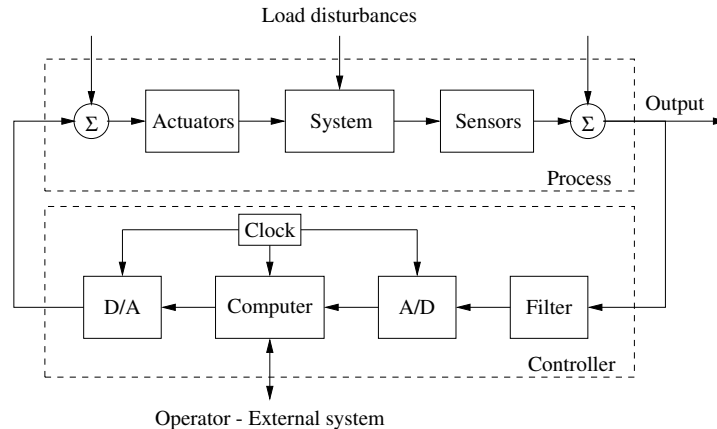 Load disturbances
Output
Σ
Actuators
System
Sensors
Σ
Process
Clock
D/A
Computer
A/D
Filter
Controller
Operator - External system